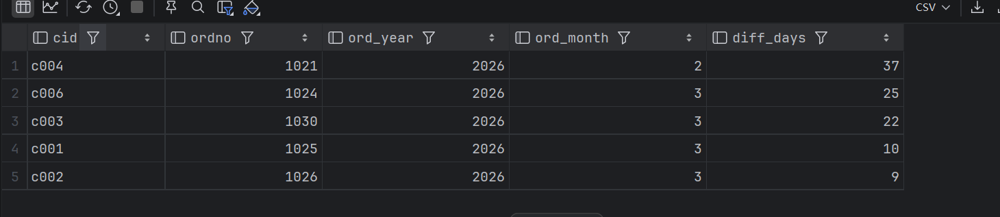 CSV
cid ordno ord_year ord_month diff_days
1 c004 1021 2026 2 37
2 c006 1024 2026 3 25
3 c003 1030 2026 3 22
4 c001 1025 2026 3 10
5 c002 1026 2026 3 9